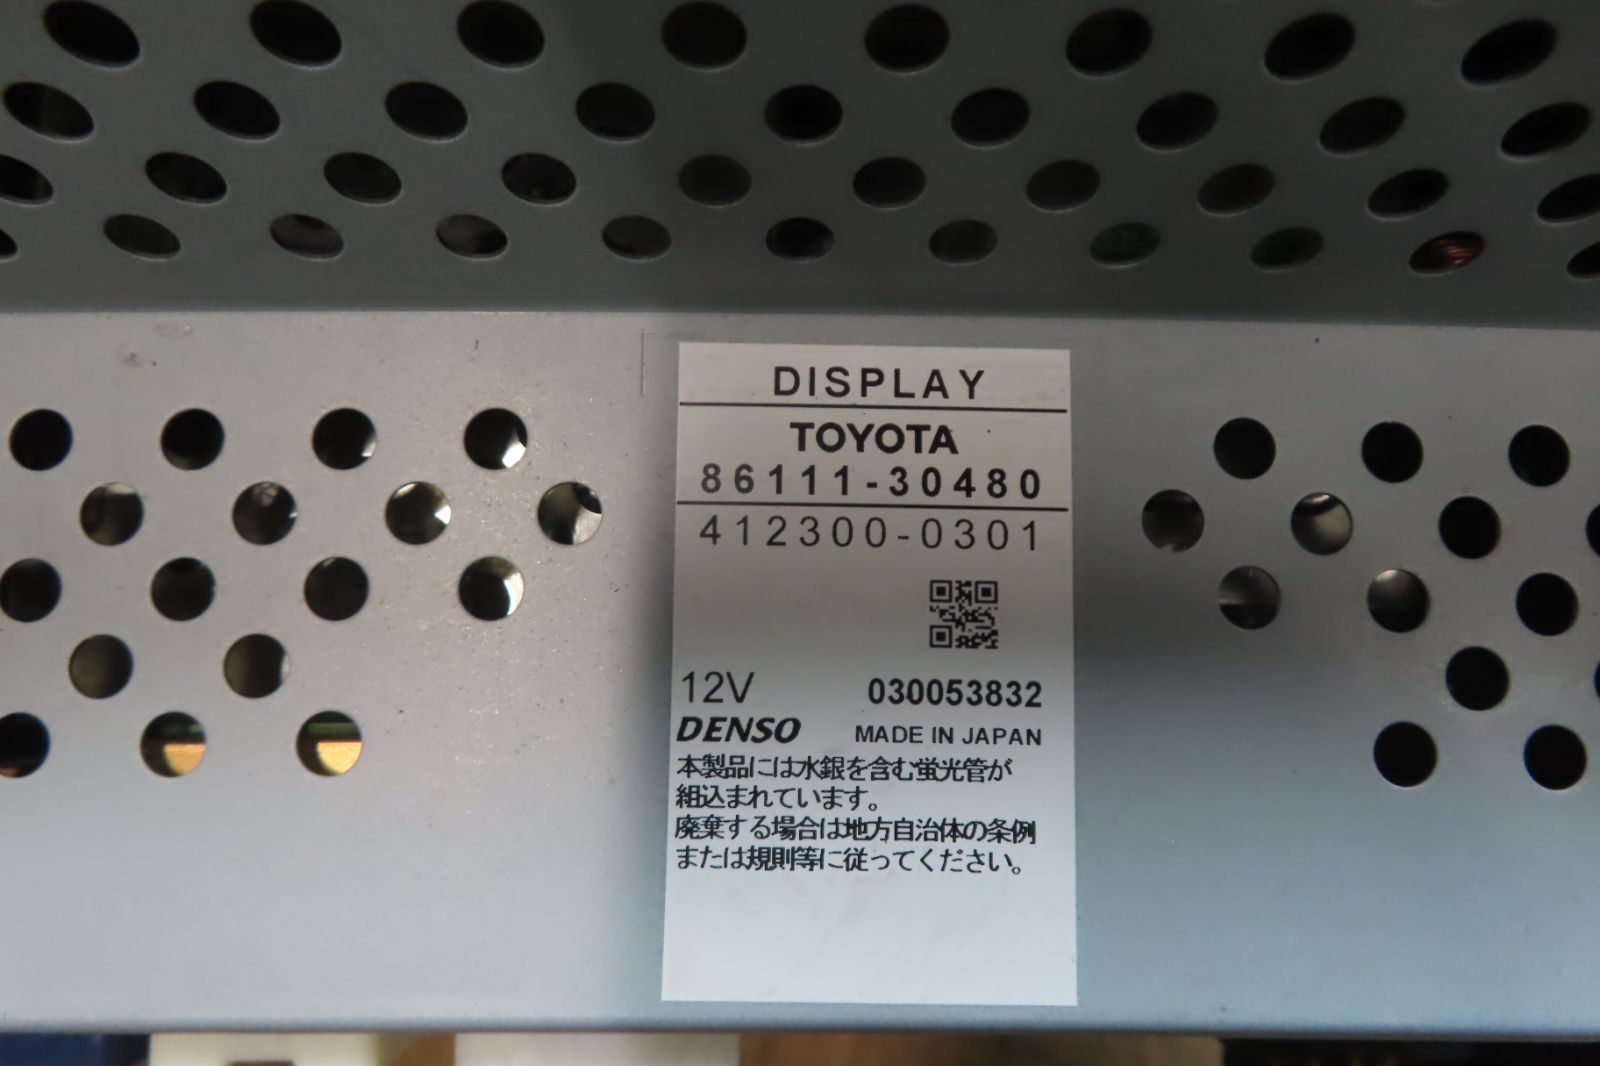 DISPLAY
TOYOTA
86111-30480
412300-0301
12V 030053832
DENSO MADE IN JAPAN
本製品には水銀を含む蛍光管が
組込まれています。
廃棄する場合は地方自治体の条例
または規則等に従ってください。